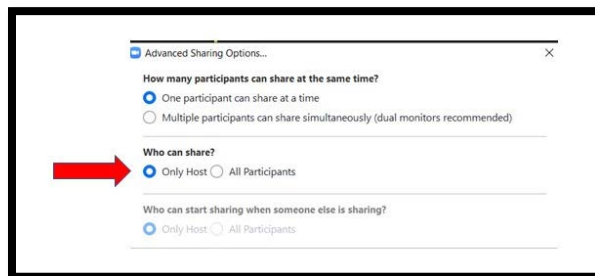 Advanced Sharing Options...
How many participants can share at the same time?
One participant can share at a time
Multiple participants can share simultaneously (dual monitors recommended)
Who can share?
Only Host All Participants
Who can start sharing when someone else is sharing?
Only Host All Participants